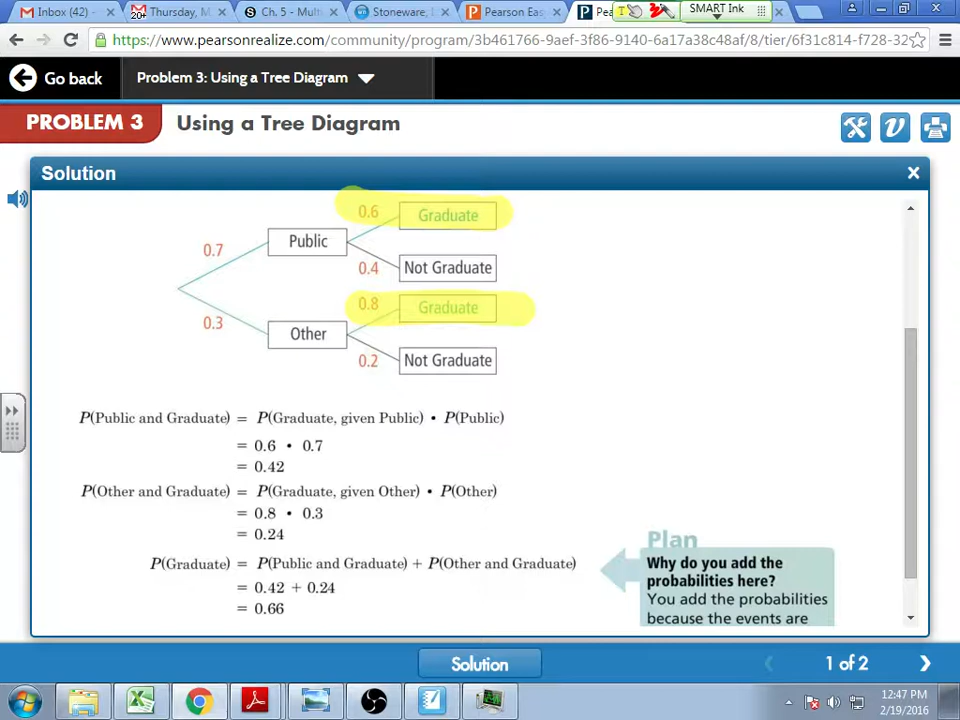 Inbox (42) -
Thursday, M
20+
Ch. 5 - Multi
Stoneware, D
Pearson Eas
Pea
T
SMART Ink
https://www.pearsonrealize.com/community/program/3b461766-9aef-3f86-9140-6a17a38c48af/8/tier/6f31c814-f728-32
Go back
Problem 3: Using a Tree Diagram
PROBLEM 3
Using a Tree Diagram
Solution
0.6
Graduate
0.7
Public
0.4
Not Graduate
0.8
Graduate
0.3
Other
0.2
Not Graduate
P(Public and Graduate) = P(Graduate, given Public) • P(Public)
= 0.6 • 0.7
= 0.42
P(Other and Graduate) = P(Graduate, given Other) • P(Other)
= 0.8 • 0.3
= 0.24
P(Graduate) = P(Public and Graduate) + P(Other and Graduate)
= 0.42 + 0.24
= 0.66
Plan
Why do you add the
probabilities here?
You add the probabilities
because the events are
Solution
1 of 2
12:47 PM
2/19/2016